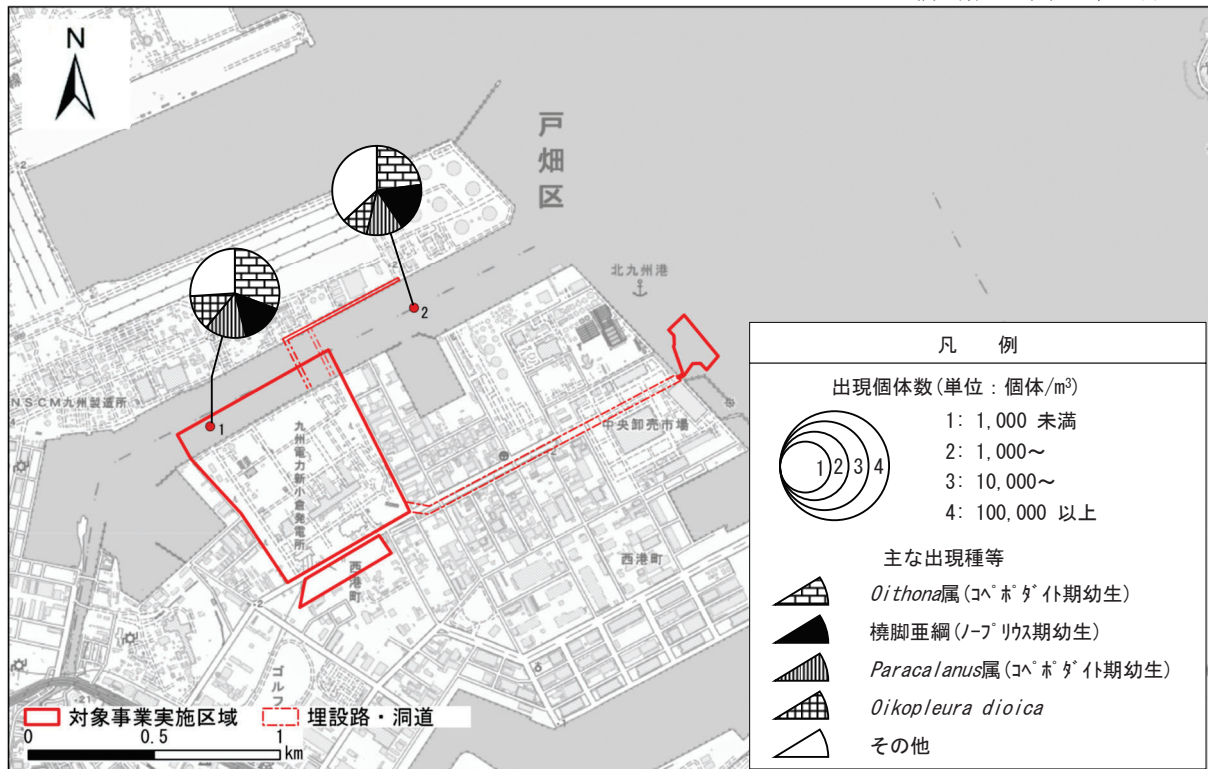 N
戸畑区
北九州港
2
NSCM九州製造所
1
九州電力新小倉発電所
中央卸売市場
西港町
西港町
ゴルフ
対象事業実施区域
埋設路・洞道
0 0.5 1
km
凡 例
出現個体数(単位：個体/m³)
1 2 3 4
1: 1,000 未満
2: 1,000～
3: 10,000～
4: 100,000 以上
主な出現種等
Oithona属(ｺﾍﾟﾎﾟﾀﾞｲﾄ期幼生)
橈脚亜綱(ﾉｰﾌﾟﾘｳｽ期幼生)
Paracalanus属(ｺﾍﾟﾎﾟﾀﾞｲﾄ期幼生)
Oikopleura dioica
その他